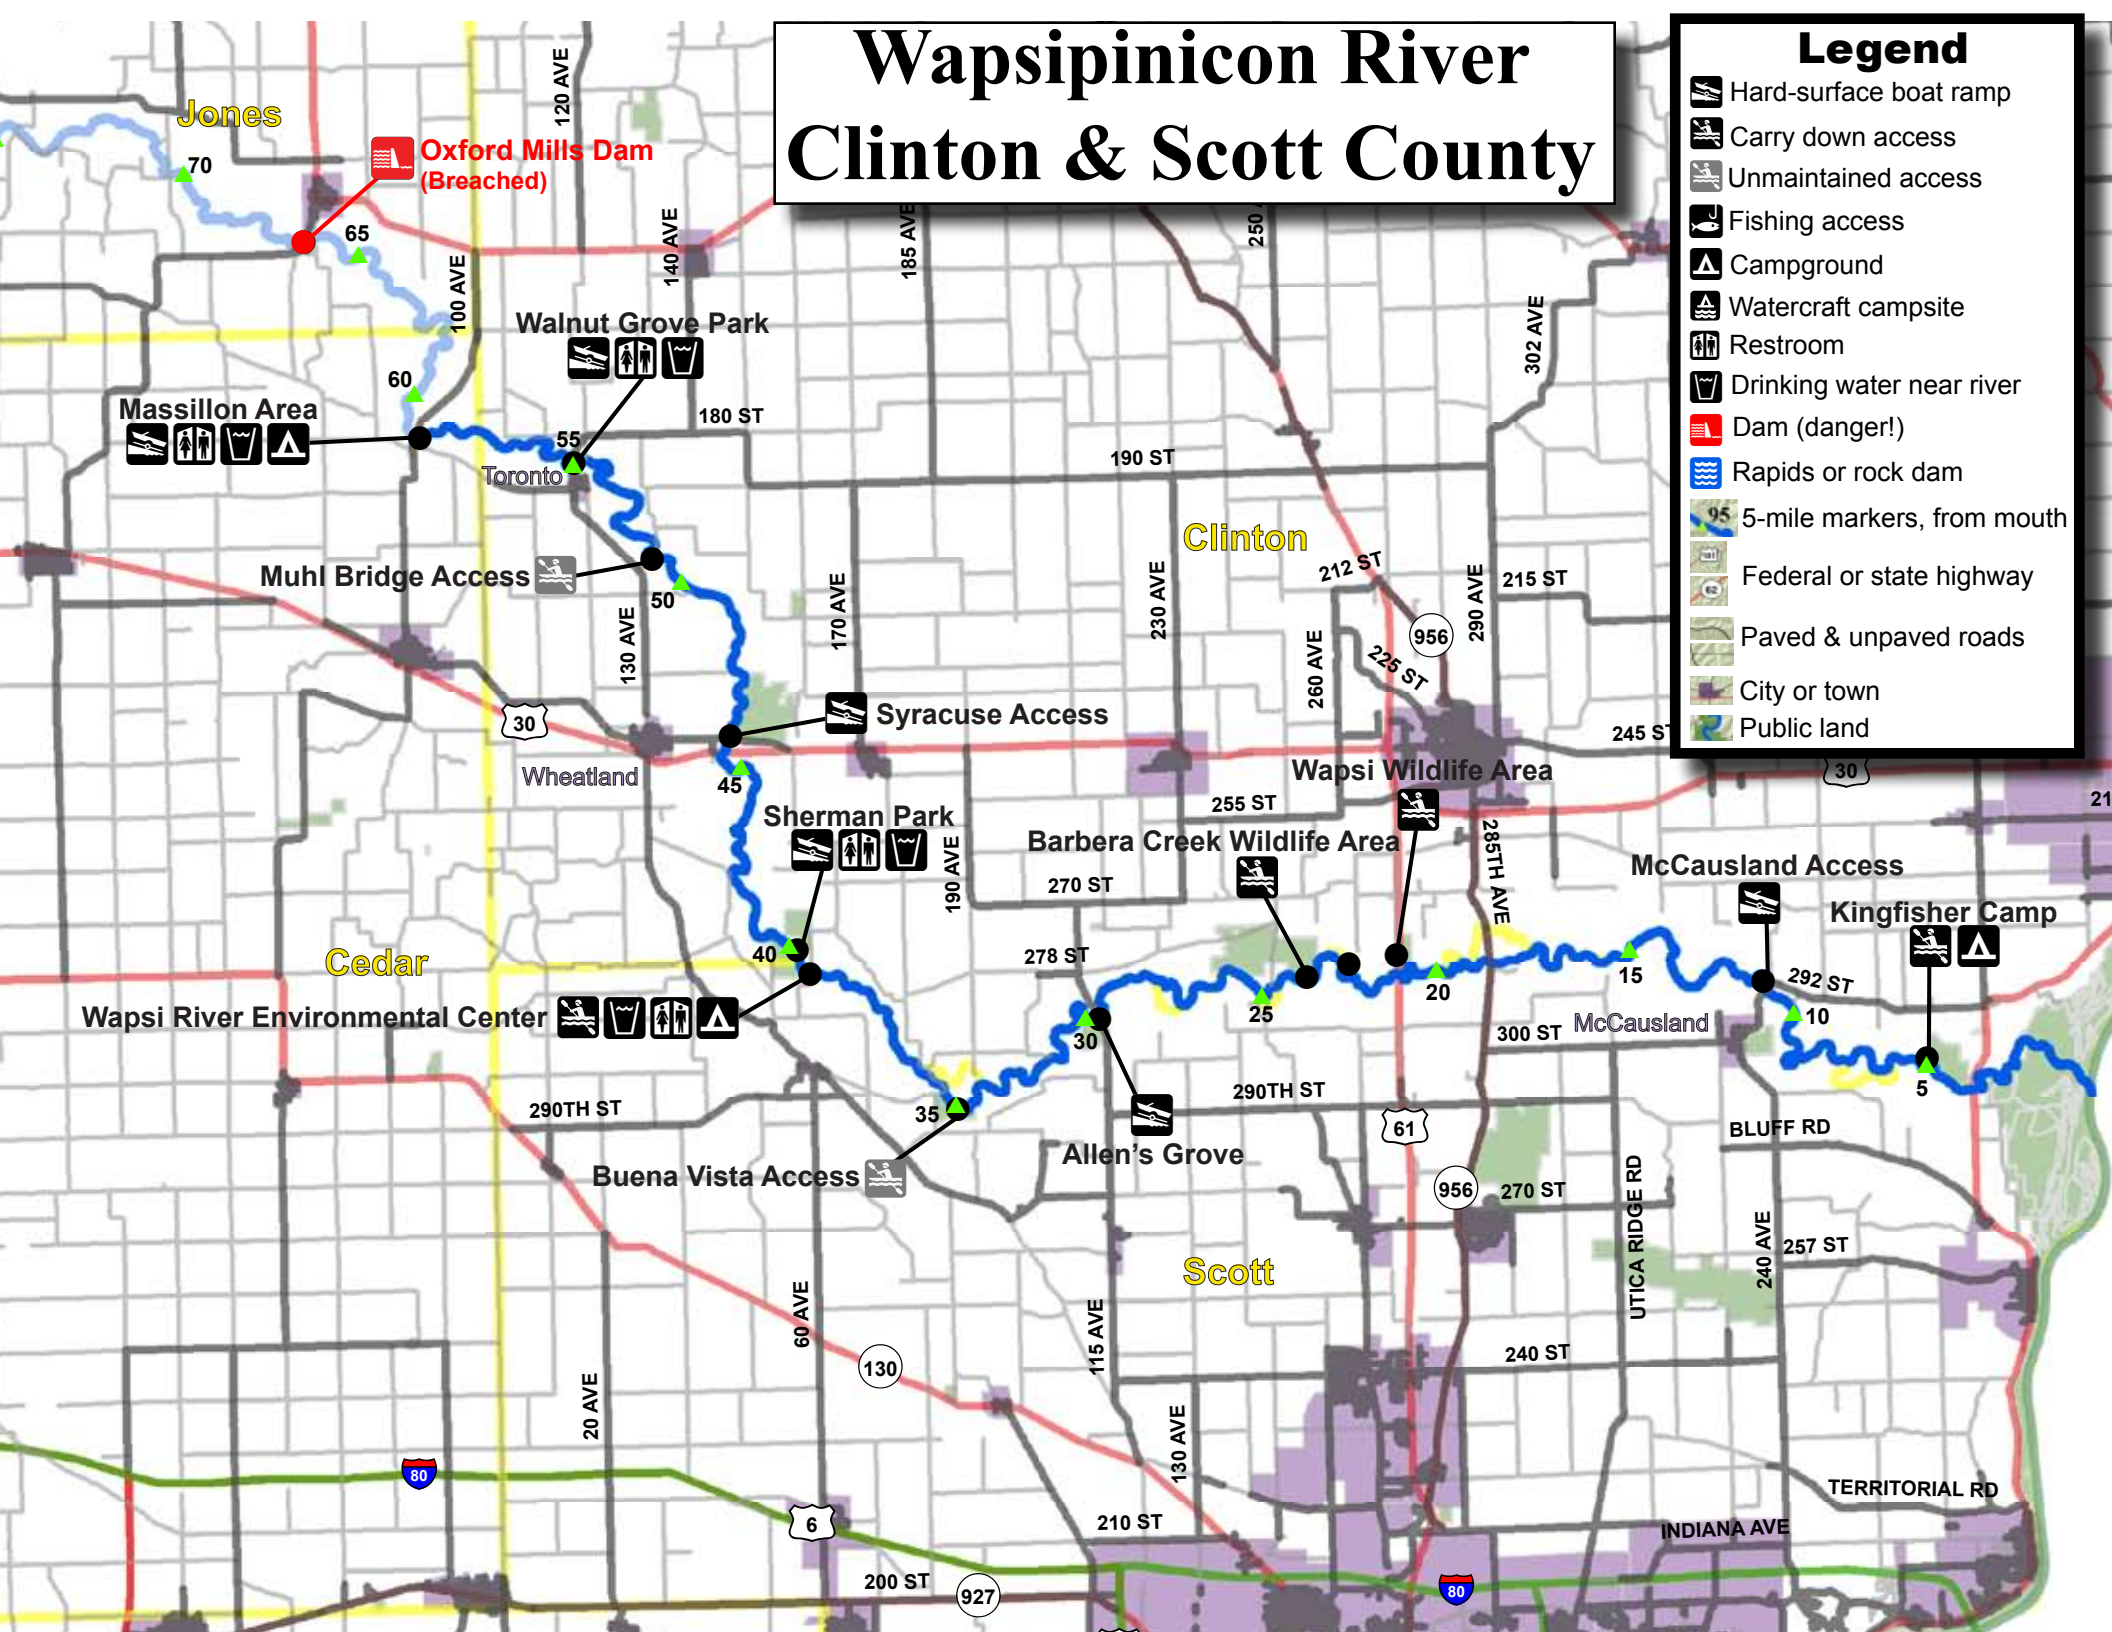 Wapsipinicon River
Clinton & Scott County
Legend
Hard-surface boat ramp
Carry down access
Unmaintained access
Fishing access
Campground
Watercraft campsite
Restroom
Drinking water near river
Dam (danger!)
Rapids or rock dam
95
5-mile markers, from mouth
62
Federal or state highway
Paved & unpaved roads
City or town
Public land
Jones
70
Oxford Mills Dam
(Breached)
65
120 AVE
140 AVE
100 AVE
185 AVE
302 AVE
Walnut Grove Park
60
Massillon Area
180 ST
55
Toronto
190 ST
Clinton
Muhl Bridge Access
50
130 AVE
170 AVE
230 AVE
212 ST
290 AVE
215 ST
956
225 ST
260 AVE
30
Syracuse Access
245 ST
Wheatland
45
Wapsi Wildlife Area
30
21
255 ST
Sherman Park
Barbera Creek Wildlife Area
285TH AVE
190 AVE
270 ST
McCausland Access
Kingfisher Camp
Cedar
40
278 ST
15
20
292 ST
25
10
Wapsi River Environmental Center
30
McCausland
300 ST
290TH ST
35
290TH ST
5
61
BLUFF RD
Allen's Grove
Buena Vista Access
956
270 ST
UTICA RIDGE RD
240 AVE
257 ST
Scott
60 AVE
115 AVE
240 ST
130
20 AVE
130 AVE
80
TERRITORIAL RD
6
210 ST
INDIANA AVE
200 ST
927
80